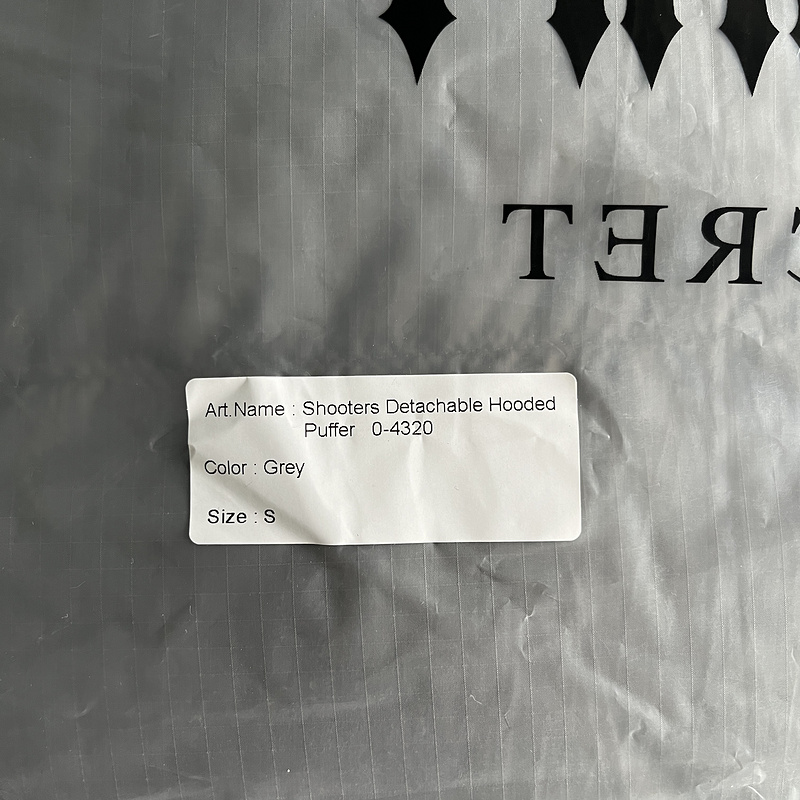 CRET
Art.Name : Shooters Detachable Hooded
Puffer 0-4320
Color : Grey
Size : S